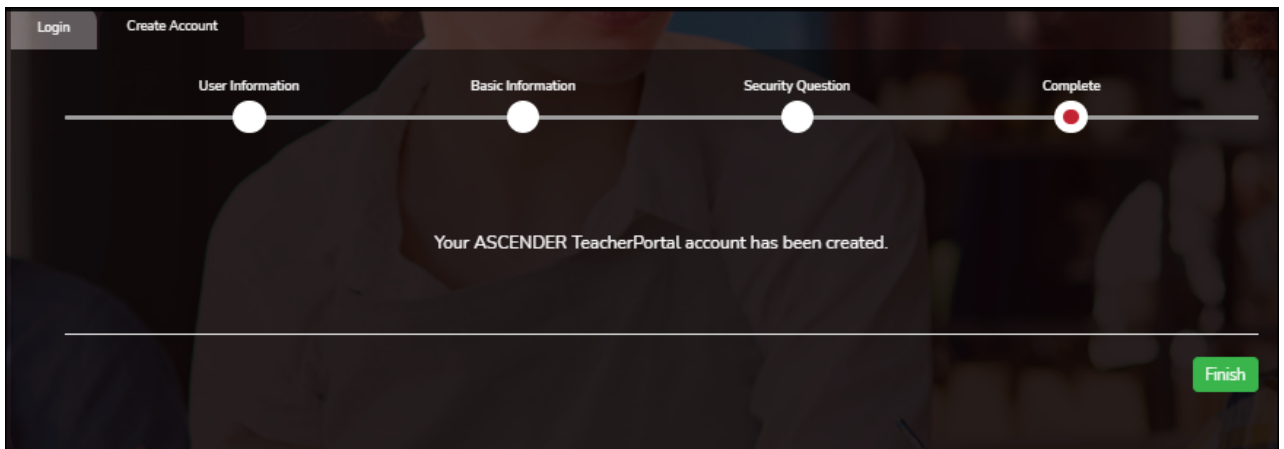 Login Create Account
User Information Basic Information Security Question Complete
Your ASCENDER TeacherPortal account has been created.
Finish